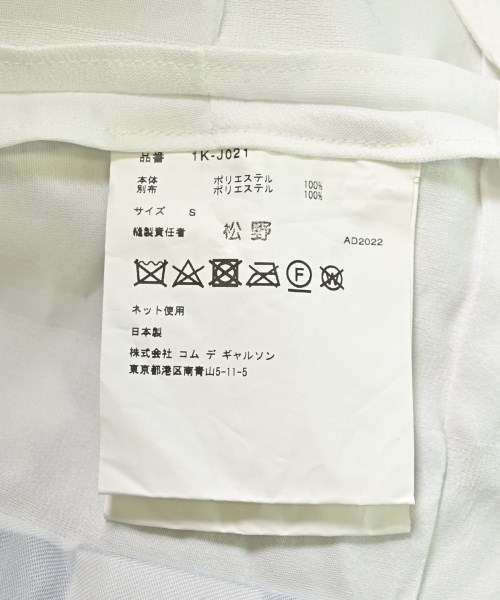 品番 1K-J021
本体 ポリエステル 100%
別布 ポリエステル 100%
サイズ S
縫製責任者 松野
AD2022
F W
ネット使用
日本製
株式会社 コム デ ギャルソン
東京都港区南青山5-11-5